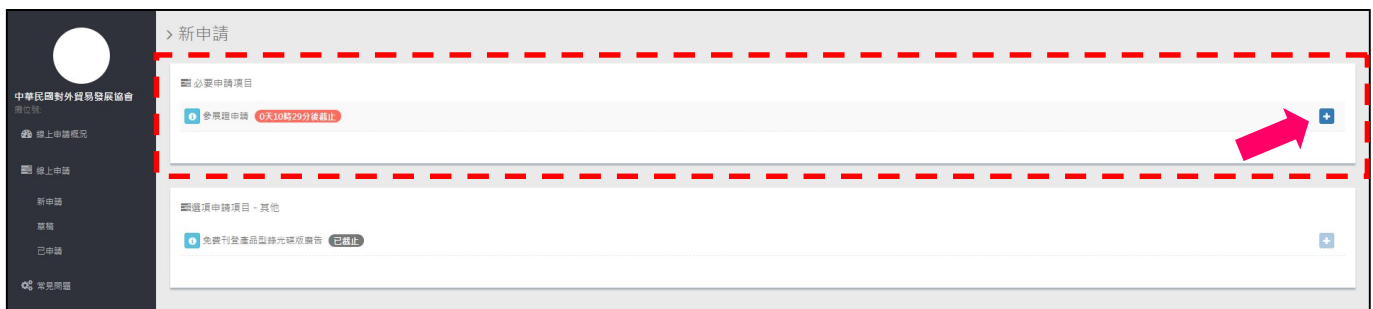 新申請
必要申請項目
中華民國對外貿易發展協會
攤位號:
參展證申請 0天10時29分後截止
線上申請概況
線上申請
新申請
選項申請項目 - 其他
草稿
免費刊登產品型錄光碟版廣告 已截止
已申請
常見問題